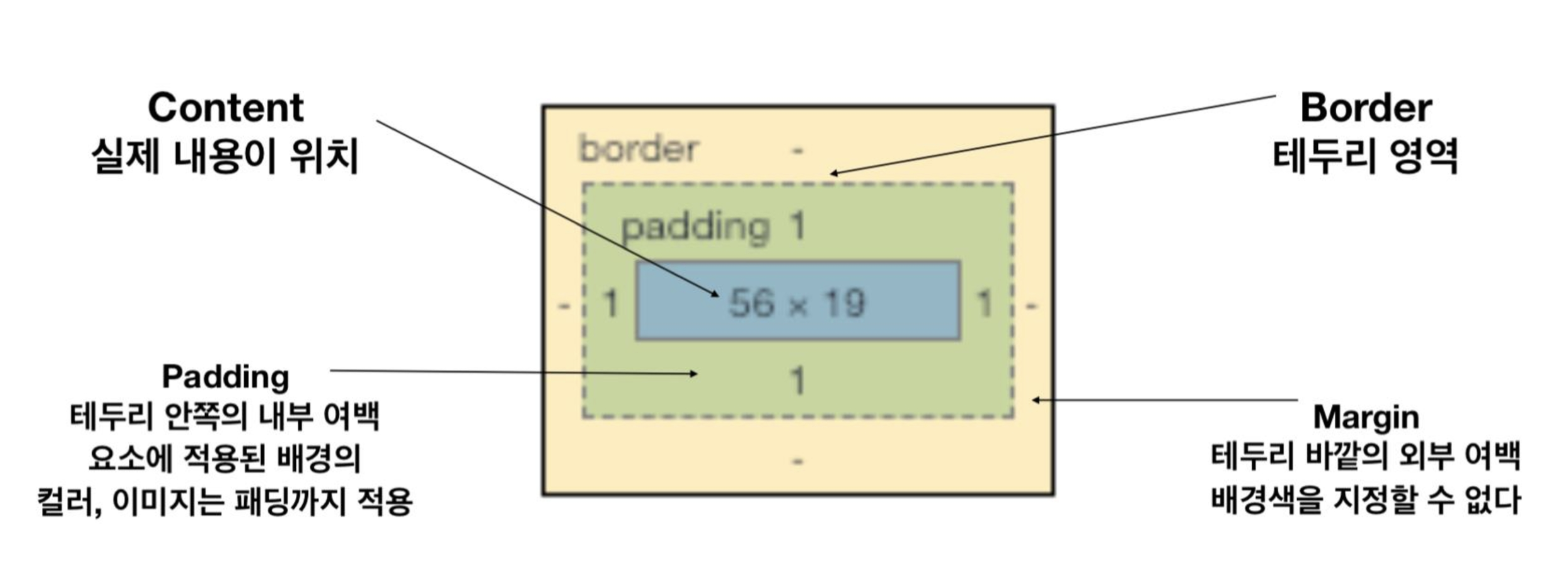 Content
실제 내용이 위치
Border
테두리 영역
border -
padding 1
- 1 56 × 19 1 -
1
-
Padding
테두리 안쪽의 내부 여백
요소에 적용된 배경의
컬러, 이미지는 패딩까지 적용
Margin
테두리 바깥의 외부 여백
배경색을 지정할 수 없다